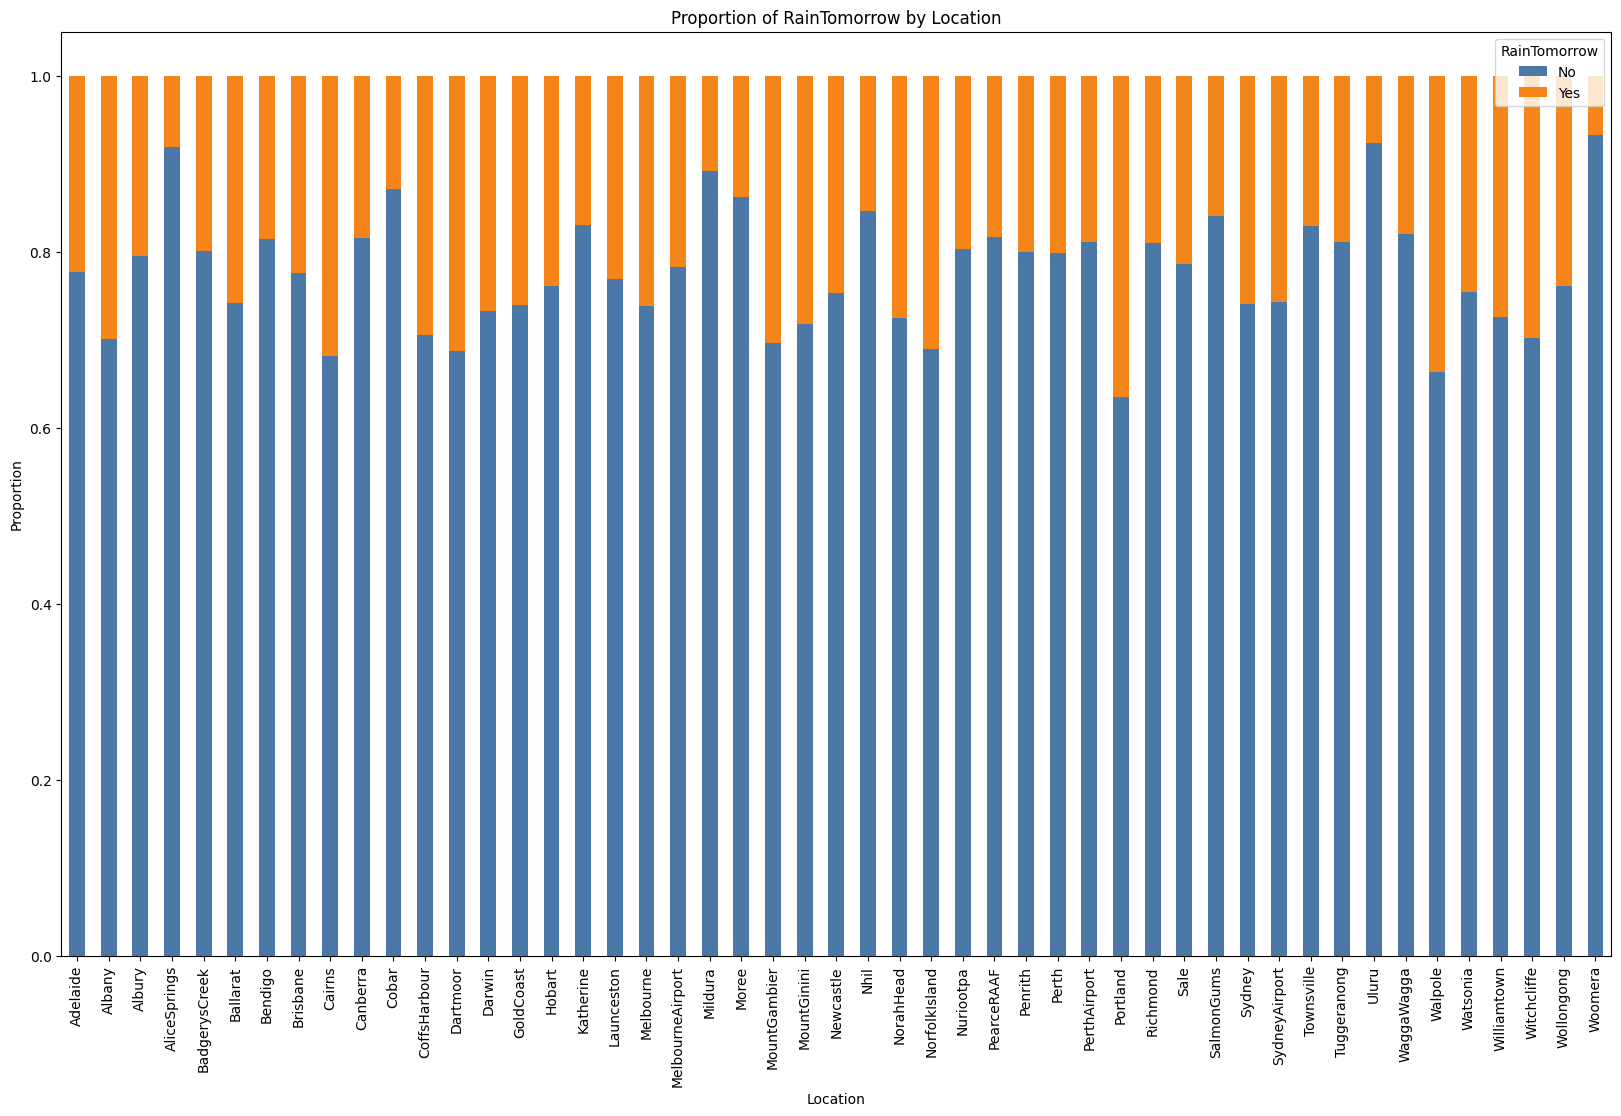 Proportion of RainTomorrow by Location
RainTomorrow
No
Yes
1.0
0.8
0.6
0.4
0.2
0.0
Proportion
Adelaide
Albany
Albury
AliceSprings
BadgerysCreek
Ballarat
Bendigo
Brisbane
Cairns
Canberra
Cobar
CoffsHarbour
Dartmoor
Darwin
GoldCoast
Hobart
Katherine
Launceston
Melbourne
MelbourneAirport
Mildura
Moree
MountGambier
MountGinini
Newcastle
Nhil
NorahHead
NorfolkIsland
Nuriootpa
PearceRAAF
Penrith
Perth
PerthAirport
Portland
Richmond
Sale
SalmonGums
Sydney
SydneyAirport
Townsville
Tuggeranong
Uluru
WaggaWagga
Walpole
Watsonia
Williamtown
Witchcliffe
Wollongong
Woomera
Location